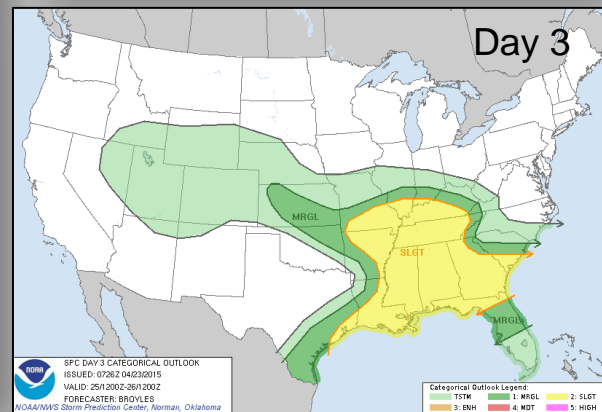 Day 3
MRGL
SLGT
MRGL
NOAA
SPC DAY 3 CATEGORICAL OUTLOOK
ISSUED: 0726Z 04/23/2015
VALID: 25/1200Z-26/1200Z
FORECASTER: BROYLES
NOAA/NWS Storm Prediction Center, Norman, Oklahoma
Categorical Outlook Legend:
TSTM 1: MRGL 2: SLGT
3: ENH 4: MDT 5: HIGH